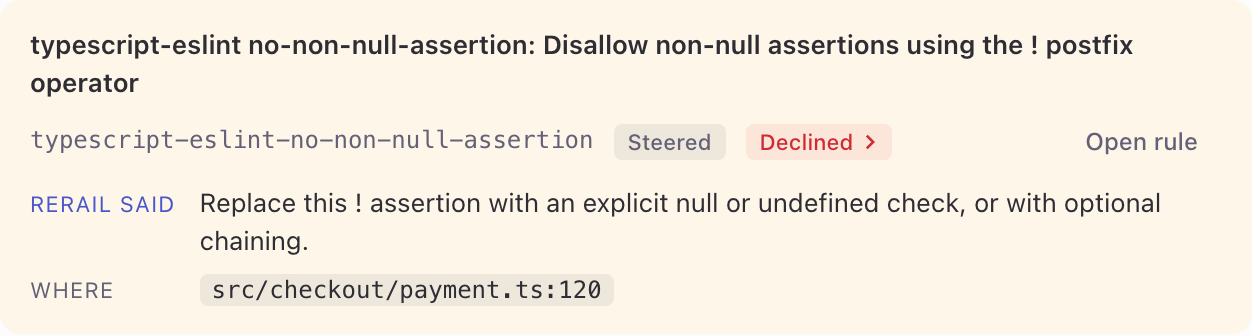 typescript-eslint no-non-null-assertion: Disallow non-null assertions using the ! postfix
operator
typescript-eslint-no-non-null-assertion Steered Declined > Open rule
RERAIL SAID Replace this ! assertion with an explicit null or undefined check, or with optional
chaining.
WHERE src/checkout/payment.ts:120